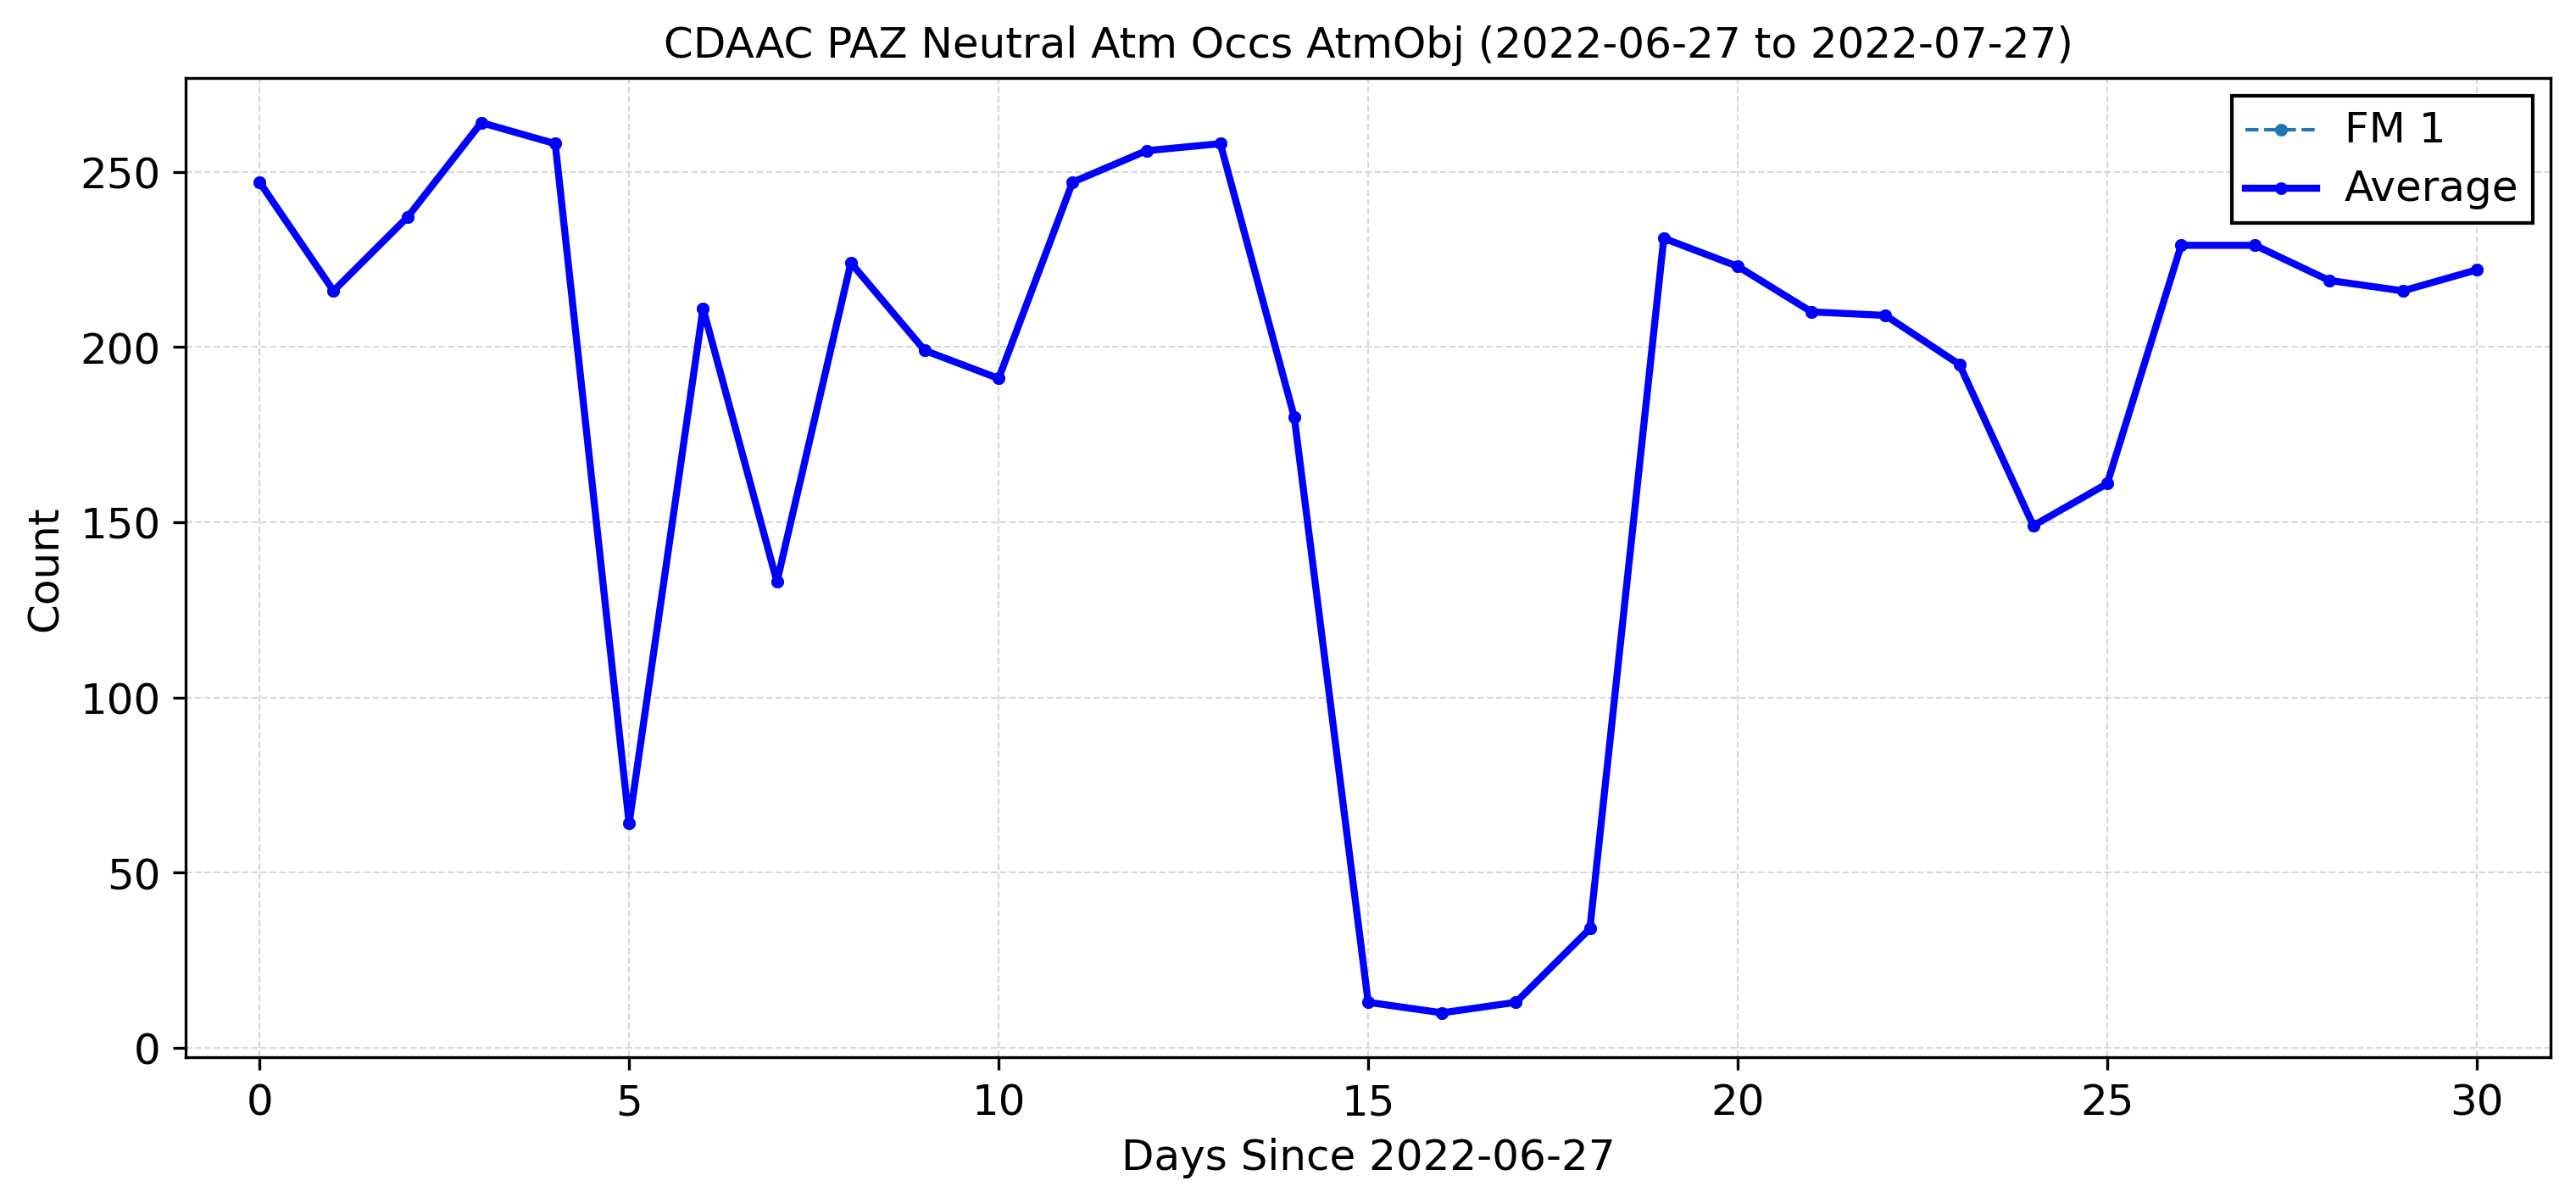 CDAAC PAZ Neutral Atm Occs AtmObj (2022-06-27 to 2022-07-27)
FM 1
Average
Count
250
200
150
100
50
0
0 5 10 15 20 25 30
Days Since 2022-06-27